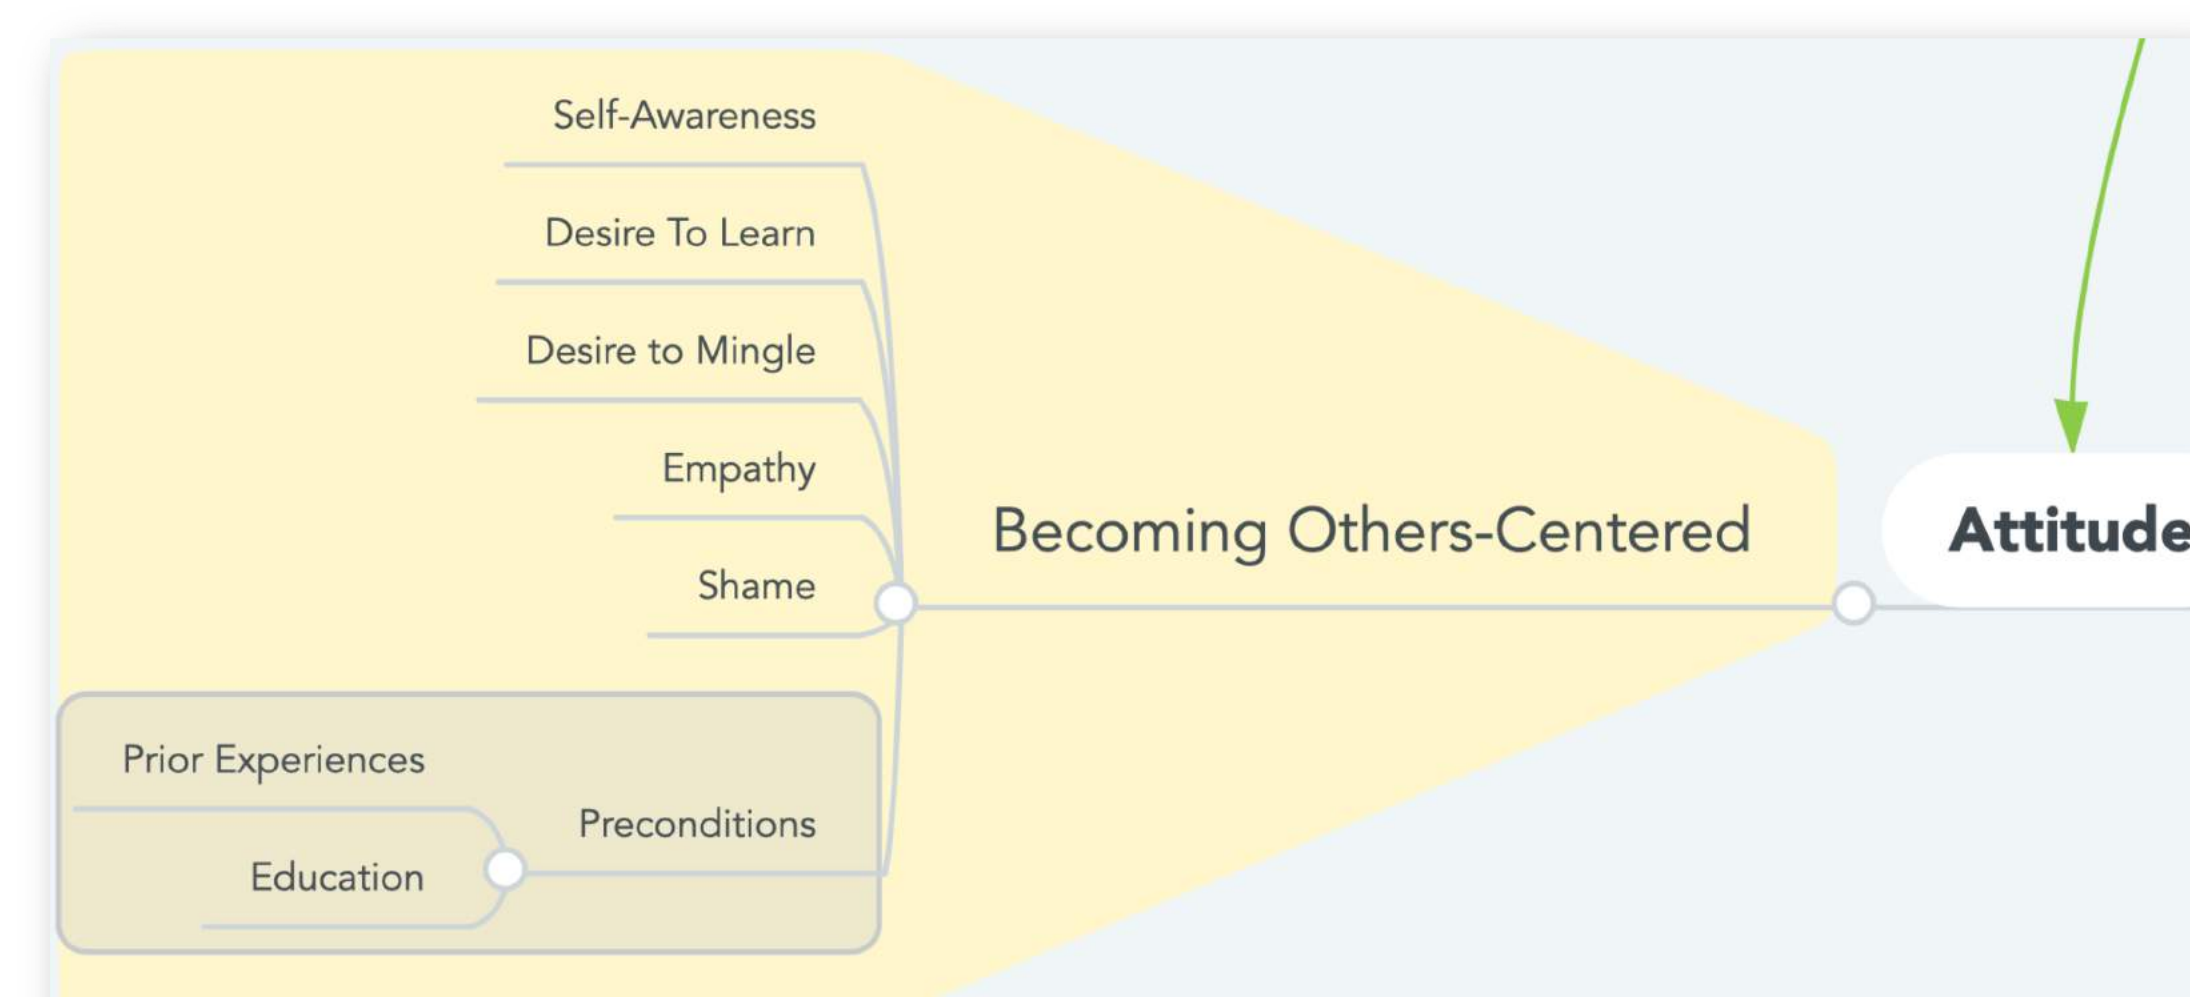 Self-Awareness
Desire To Learn
Desire to Mingle
Empathy
Shame
Becoming Others-Centered
Attitude
Prior Experiences
Preconditions
Education